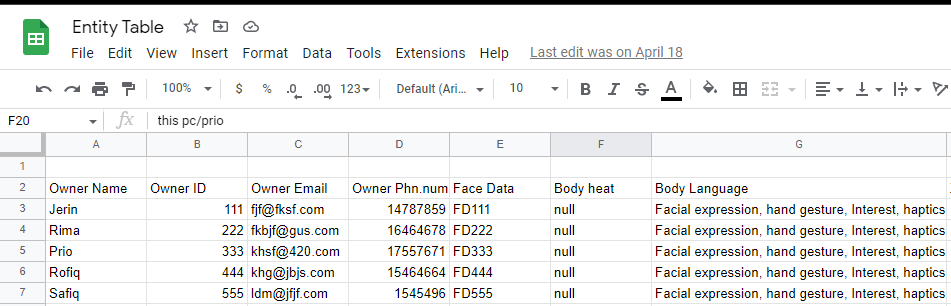 Entity Table
File Edit View Insert Format Data Tools Extensions Help Last edit was on April 18
100% $ % .0 .00 123 Default (Ari... 10 B I S A
F20 fx this pc/prio
A B C D E F G
1
2 Owner Name Owner ID Owner Email Owner Phn.num Face Data Body heat Body Language
3 Jerin 111 fjf@fksf.com 14787859 FD111 null Facial expression, hand gesture, Interest, haptics
4 Rima 222 fkbjf@gus.com 16464678 FD222 null Facial expression, hand gesture, Interest, haptics
5 Prio 333 khsf@420.com 17557671 FD333 null Facial expression, hand gesture, Interest, haptics
6 Rofiq 444 khg@jbjs.com 15464664 FD444 null Facial expression, hand gesture, Interest, haptics
7 Safiq 555 ldm@jfjf.com 1545496 FD555 null Facial expression, hand gesture, Interest, haptics